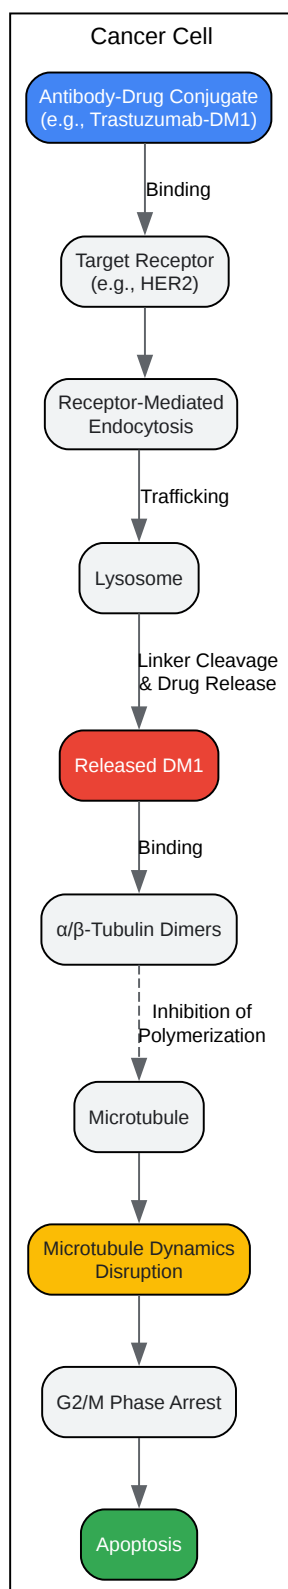 Cancer Cell
Antibody-Drug Conjugate
(e.g., Trastuzumab-DM1)
Binding
Target Receptor
(e.g., HER2)
Receptor-Mediated
Endocytosis
Trafficking
Lysosome
Linker Cleavage
& Drug Release
Released DM1
Binding
α/β-Tubulin Dimers
Inhibition of
Polymerization
Microtubule
Microtubule Dynamics
Disruption
G2/M Phase Arrest
Apoptosis